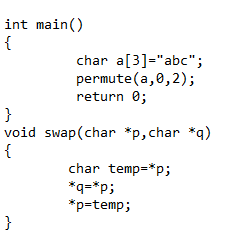 int main()
{
char a[3]="abc";
permute(a,0,2);
return 0;
}
void swap(char *p,char *q)
{
char temp=*p;
*q=*p;
*p=temp;
}